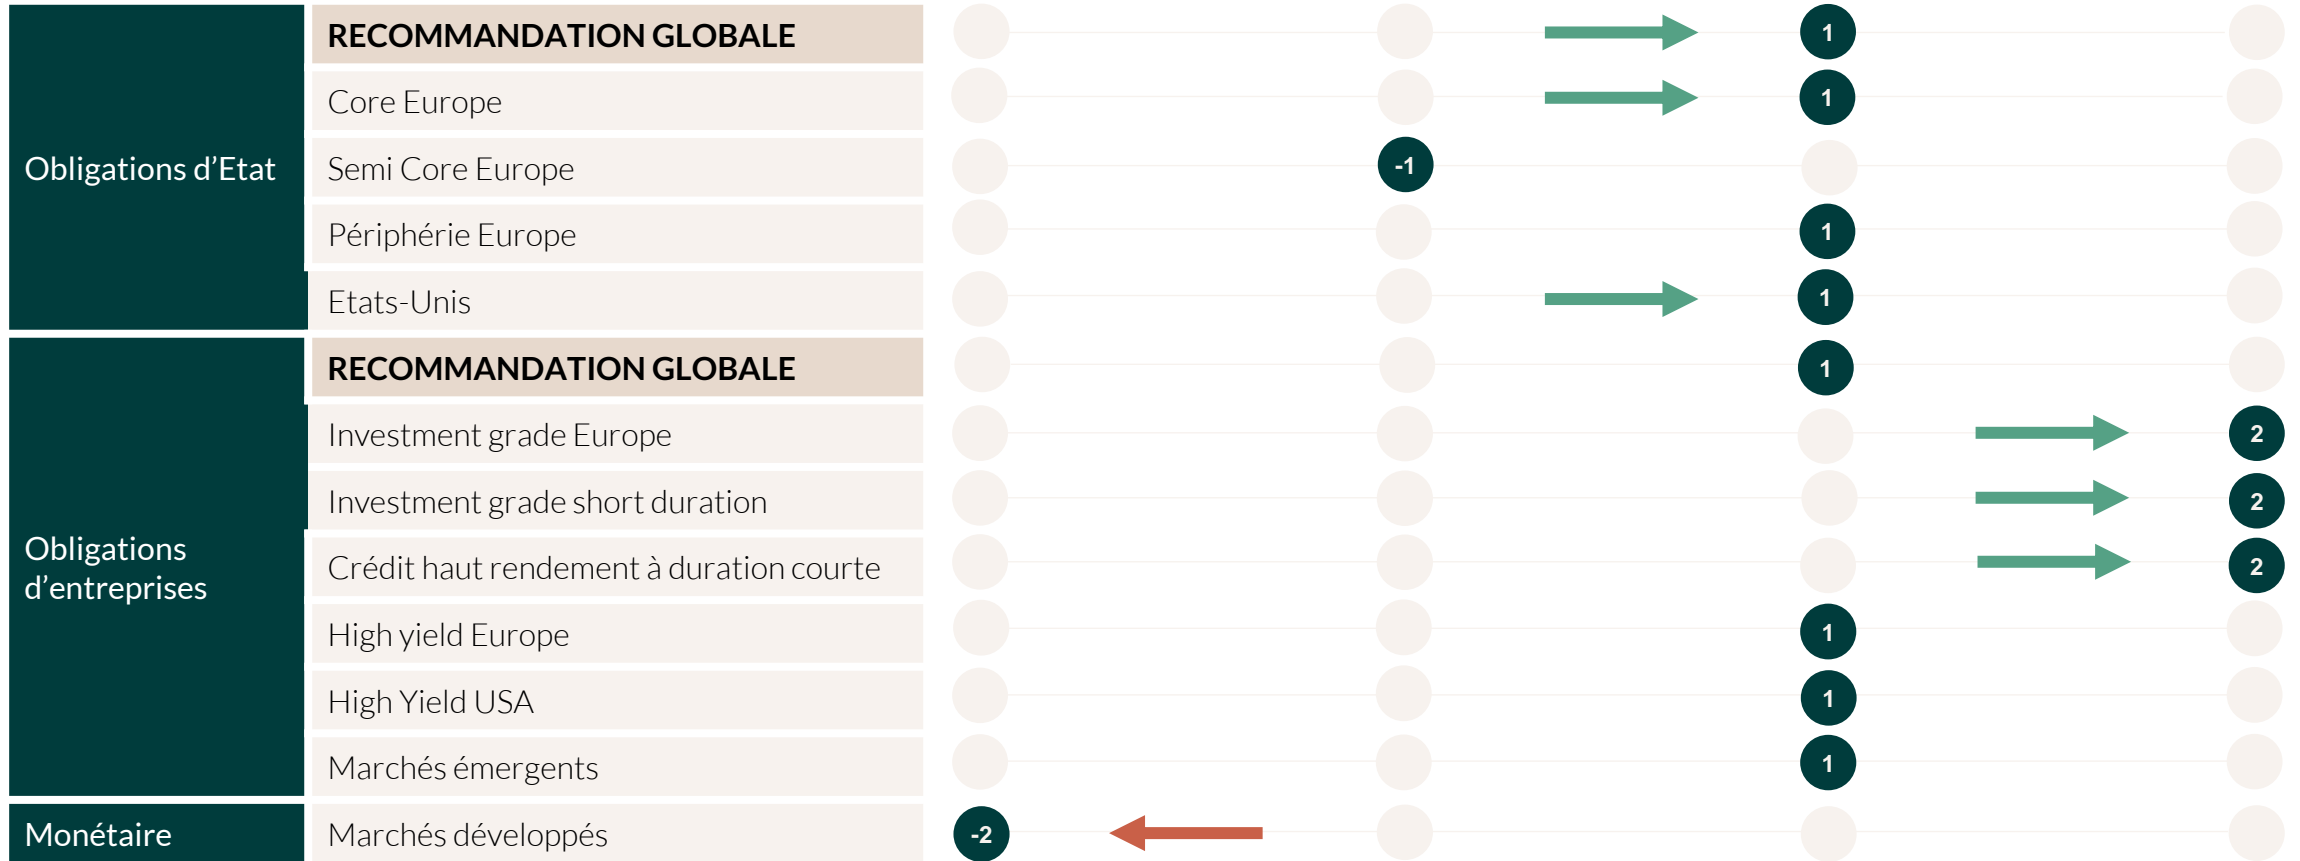 RECOMMANDATION GLOBALE 1
Core Europe 1
Obligations d’Etat
Semi Core Europe -1
Périphérie Europe 1
Etats-Unis 1
RECOMMANDATION GLOBALE 1
Investment grade Europe 2
Investment grade short duration 2
Obligations
d’entreprises
Crédit haut rendement à duration courte 2
High yield Europe 1
High Yield USA 1
Marchés émergents 1
Monétaire
Marchés développés -2